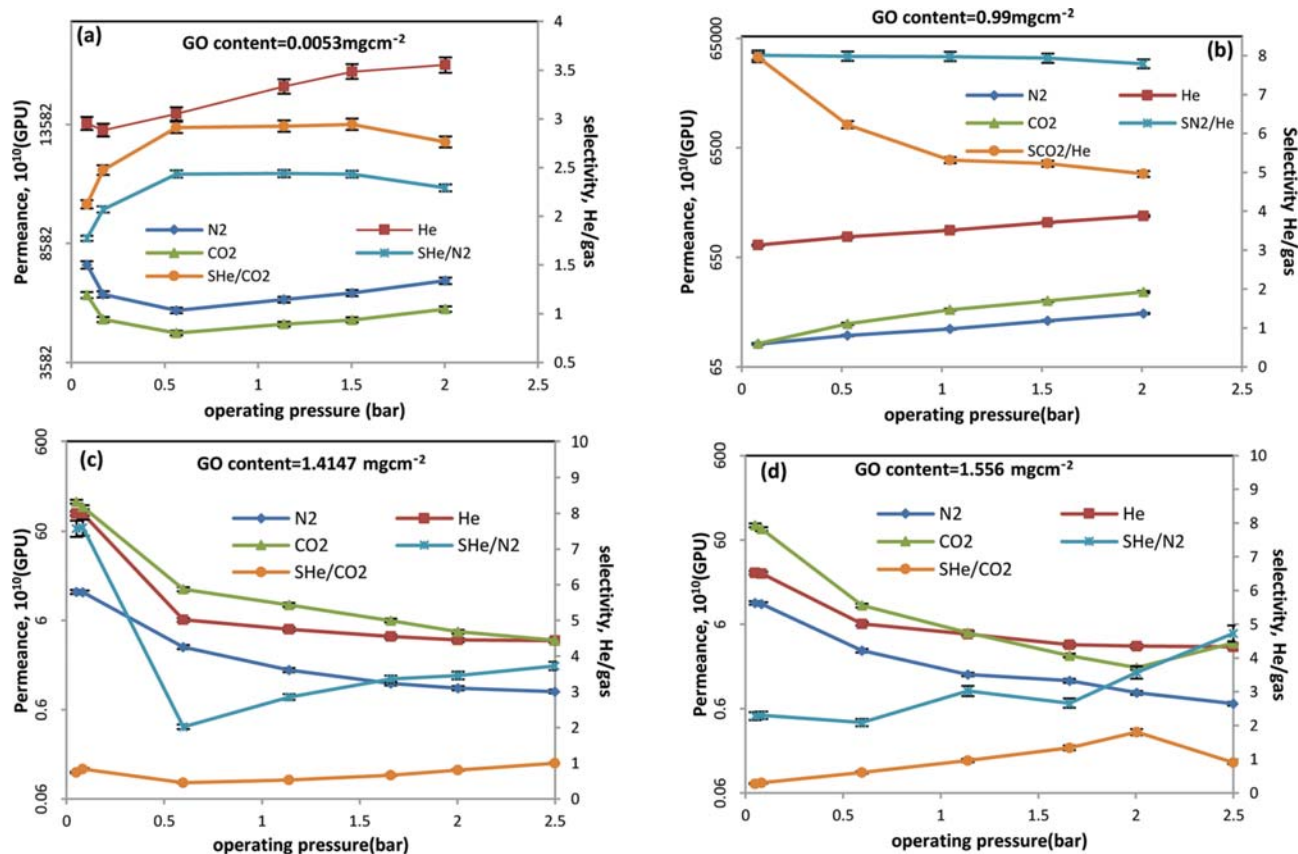 (a)
GO content=0.0053mgcm⁻²
Permeance, 10¹⁰(GPU)
13582
8582
3582
4
3.5
3
2.5
2
1.5
1
0.5
selectivity, He/gas
N2
He
CO2
SHe/N2
SHe/CO2
0
0.5
1
1.5
2
2.5
operating pressure (bar)
GO content=0.99mgcm⁻²
(b)
Permeance, 10¹⁰(GPU)
65000
6500
650
65
8
7
6
5
4
3
2
1
0
selectivity He/gas
N2
He
CO2
SN2/He
SCO2/He
0
0.5
1
1.5
2
2.5
operating pressure(bar)
(c)
GO content=1.4147 mgcm⁻²
Permeance, 10¹⁰(GPU)
600
60
6
0.6
0.06
10
9
8
7
6
5
4
3
2
1
0
selectivity, He/gas
N2
He
CO2
SHe/N2
SHe/CO2
0
0.5
1
1.5
2
2.5
operating pressure(bar)
(d)
GO content=1.556 mgcm⁻²
Permeance, 10¹⁰(GPU)
600
60
6
0.6
0.06
10
9
8
7
6
5
4
3
2
1
0
selectivity, He/gas
N2
He
CO2
SHe/N2
SHe/CO2
0
0.5
1
1.5
2
2.5
operating pressure(bar)